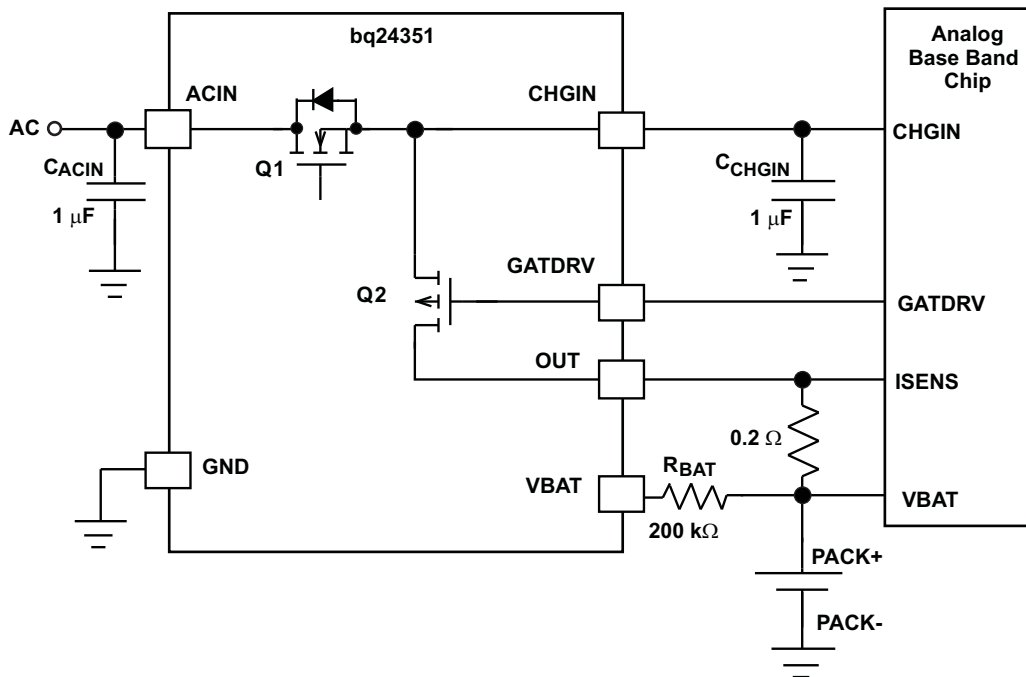 bq24351
Analog
Base Band
Chip
ACIN
CHGIN
AC
CHGIN
CACIN
Q1
CCHGIN
1 μF
1 μF
GATDRV
Q2
GATDRV
OUT
ISENS
0.2 Ω
GND
RBAT
VBAT
VBAT
200 kΩ
PACK+
PACK-